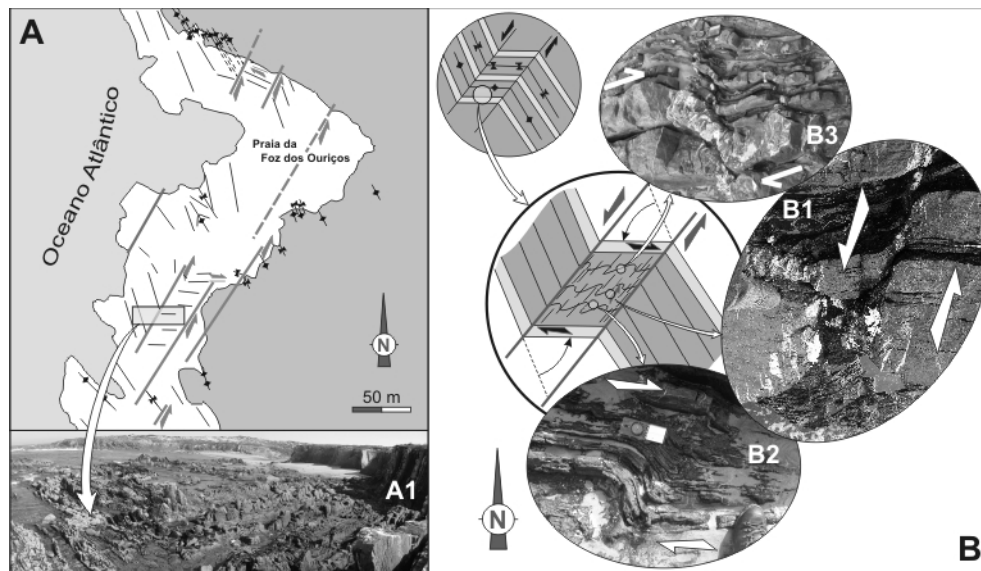 A
Oceano Atlântico
Praia da
Foz dos Ouriços
N
50 m
A1
B3
B1
B2
N
B